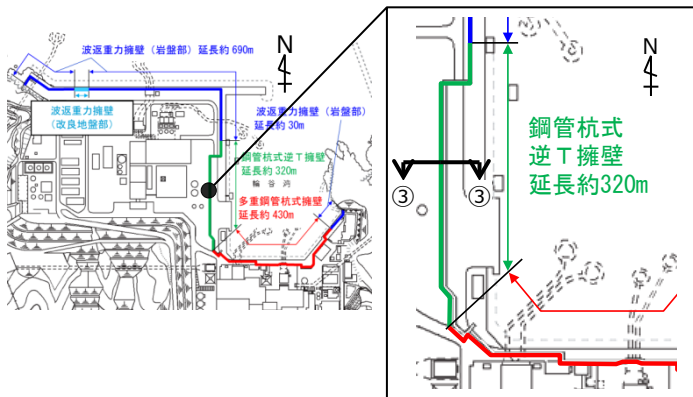 波返重力擁壁（岩盤部）延長約690m
N
波返重力擁壁
（改良地盤部）
波返重力擁壁（岩盤部）
延長約30m
鋼管杭式逆T擁壁
延長約320m
輪谷湾
多重鋼管杭式擁壁
延長約430m
N
鋼管杭式
逆T擁壁
延長約320m
③
③